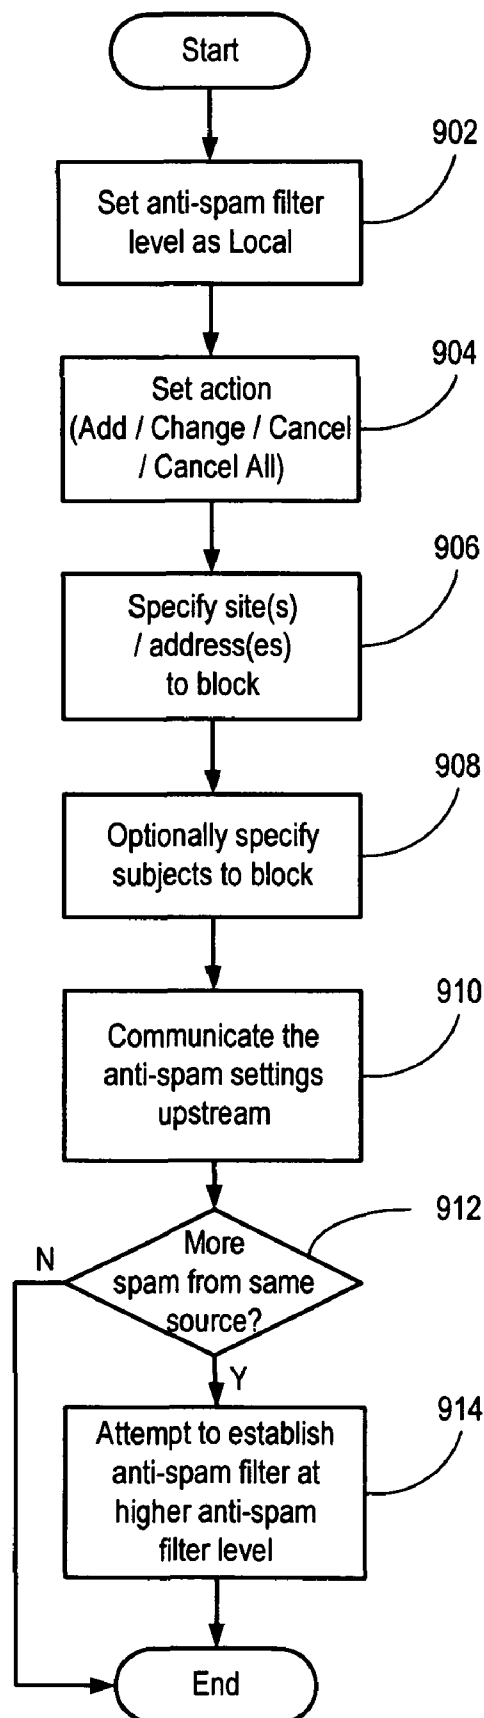 Start
902
Set anti-spam filter
level as Local
904
Set action
(Add / Change / Cancel
/ Cancel All)
906
Specify site(s)
/ address(es)
to block
908
Optionally specify
subjects to block
910
Communicate the
anti-spam settings
upstream
912
N
More
spam from same
source?
Y
914
Attempt to establish
anti-spam filter at
higher anti-spam
filter level
End